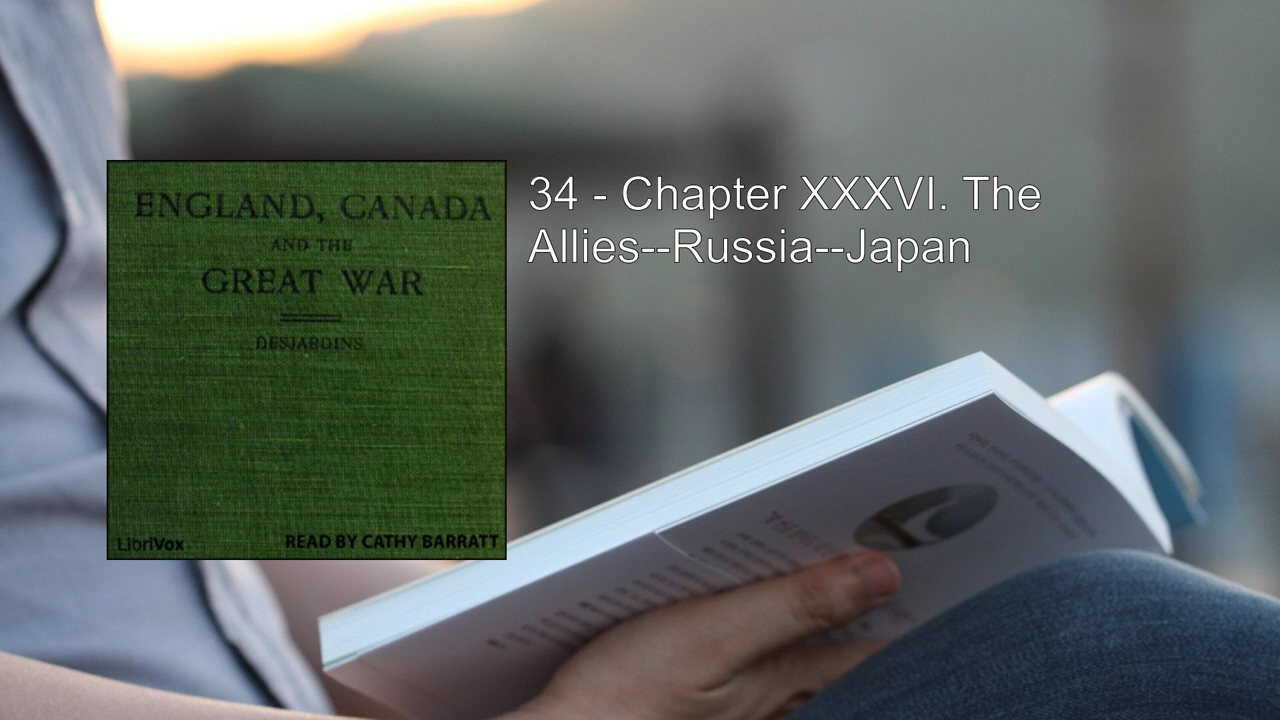 ENGLAND, CANADA
AND THE
GREAT WAR
DESJARDINS
LibriVox
READ BY CATHY BARRATT
34 - Chapter XXXVI. The
Allies--Russia--Japan